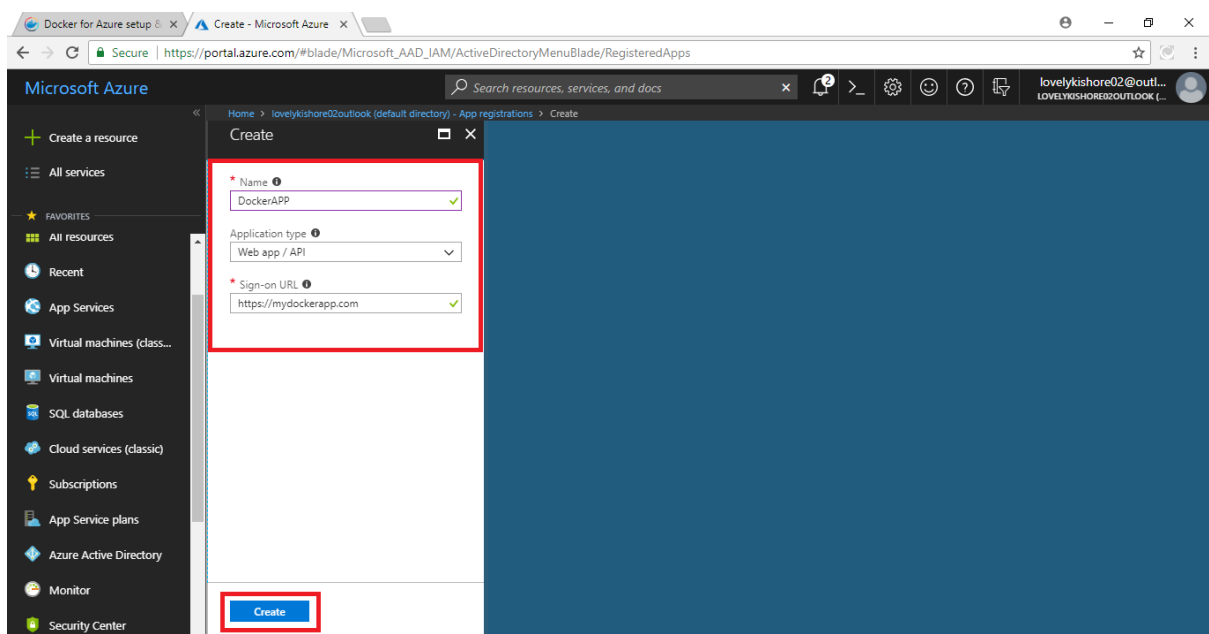 Docker for Azure setup &
Create - Microsoft Azure
Secure | https://portal.azure.com/#blade/Microsoft_AAD_IAM/ActiveDirectoryMenuBlade/RegisteredApps
Microsoft Azure
Search resources, services, and docs
2
lovelykishore02@outl...
LOVELYKISHORE02OUTLOOK (...
Home > lovelykishore02outlook (default directory) - App registrations > Create
Create a resource
All services
FAVORITES
All resources
Recent
App Services
Virtual machines (class...
Virtual machines
SQL databases
Cloud services (classic)
Subscriptions
App Service plans
Azure Active Directory
Monitor
Security Center
Create
* Name
DockerAPP
Application type
Web app / API
* Sign-on URL
https://mydockerapp.com
Create